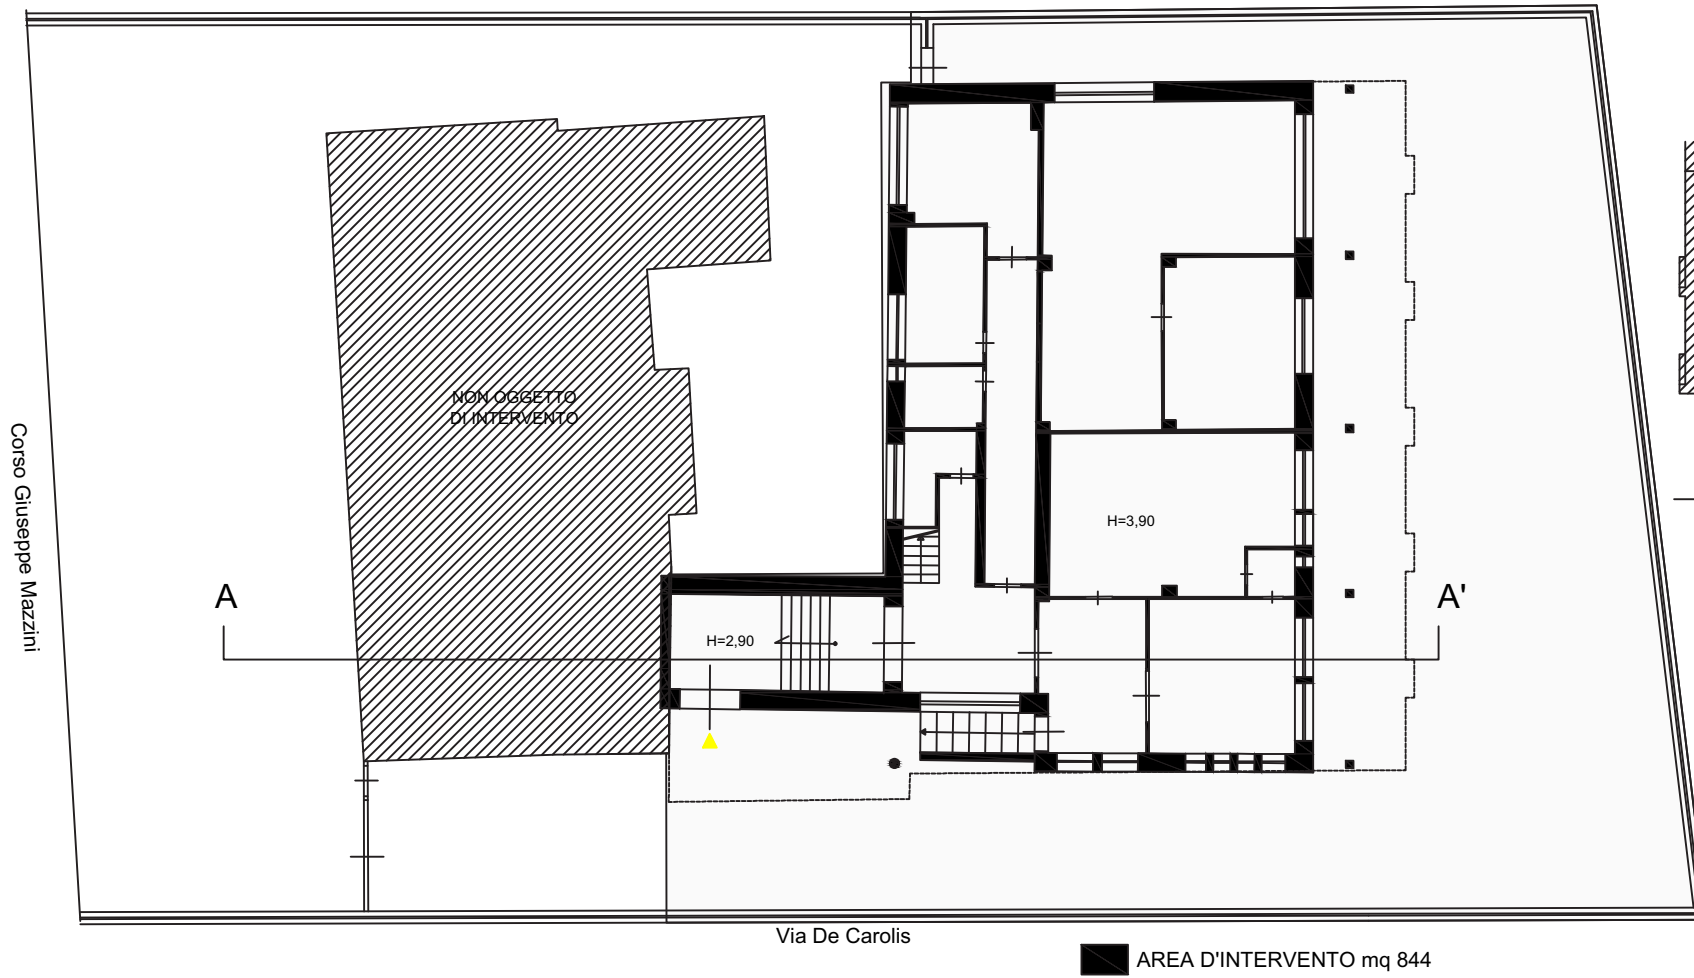 NON OGGETTO
DI INTERVENTO
Corso Giuseppe Mazzini
H=3,90
A
A'
H=2,90
Via De Carolis
AREA D'INTERVENTO mq 844